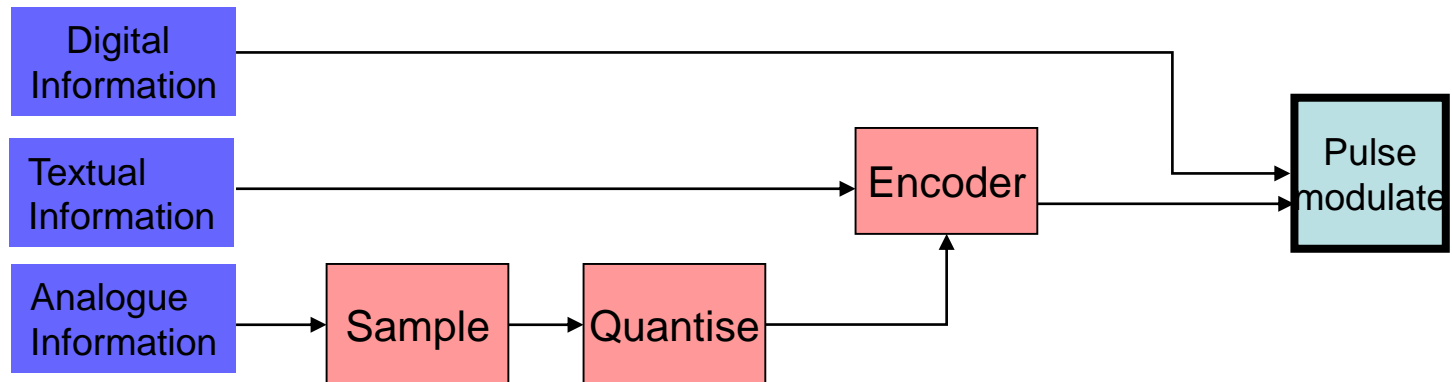 Digital
Information
Textual
Information
Encoder
Pulse
modulate
Analogue
Information
Sample
Quantise